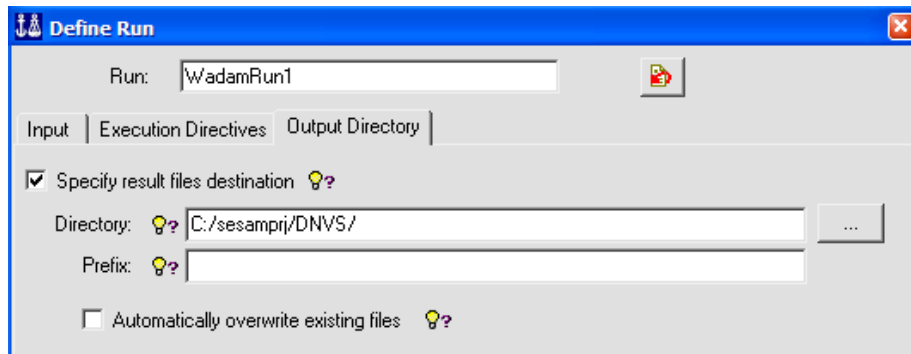 Define Run
Run: WadamRun1
Input Execution Directives Output Directory
Specify result files destination ?
Directory: ? C:/sesamprj/DNVS/ ...
Prefix: ?
Automatically overwrite existing files ?